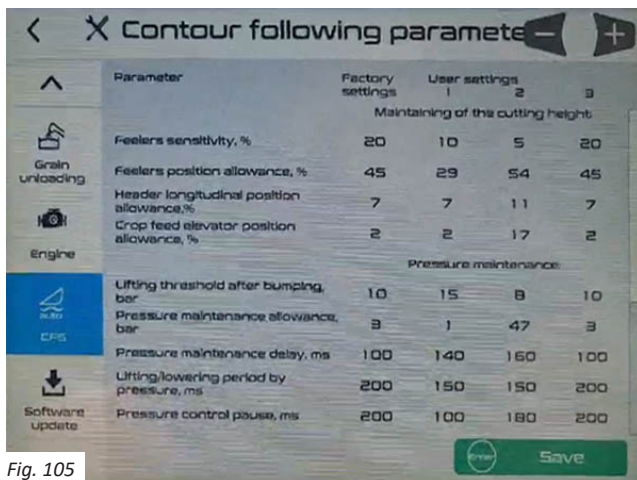 Contour following paramete
Parameter Factory settings User settings 1 2 3
Maintaining of the cutting height
Feelers sensitivity, % 20 10 5 20
Feelers position allowance, % 45 29 54 45
Header longitudinal position allowance,% 7 7 11 7
Crop feed elevator position allowance, % 2 2 17 2
Pressure maintenance
Lifting threshold after bumping, bar 10 15 8 10
Pressure maintenance allowance, bar 3 1 47 3
Pressure maintenance delay, ms 100 140 160 100
Lifting/lowering period by pressure, ms 200 150 150 200
Pressure control pause, ms 200 100 180 200
Grain
unloading
Engine
AUTO
CFS
Software
update
Enter Save
Fig. 105